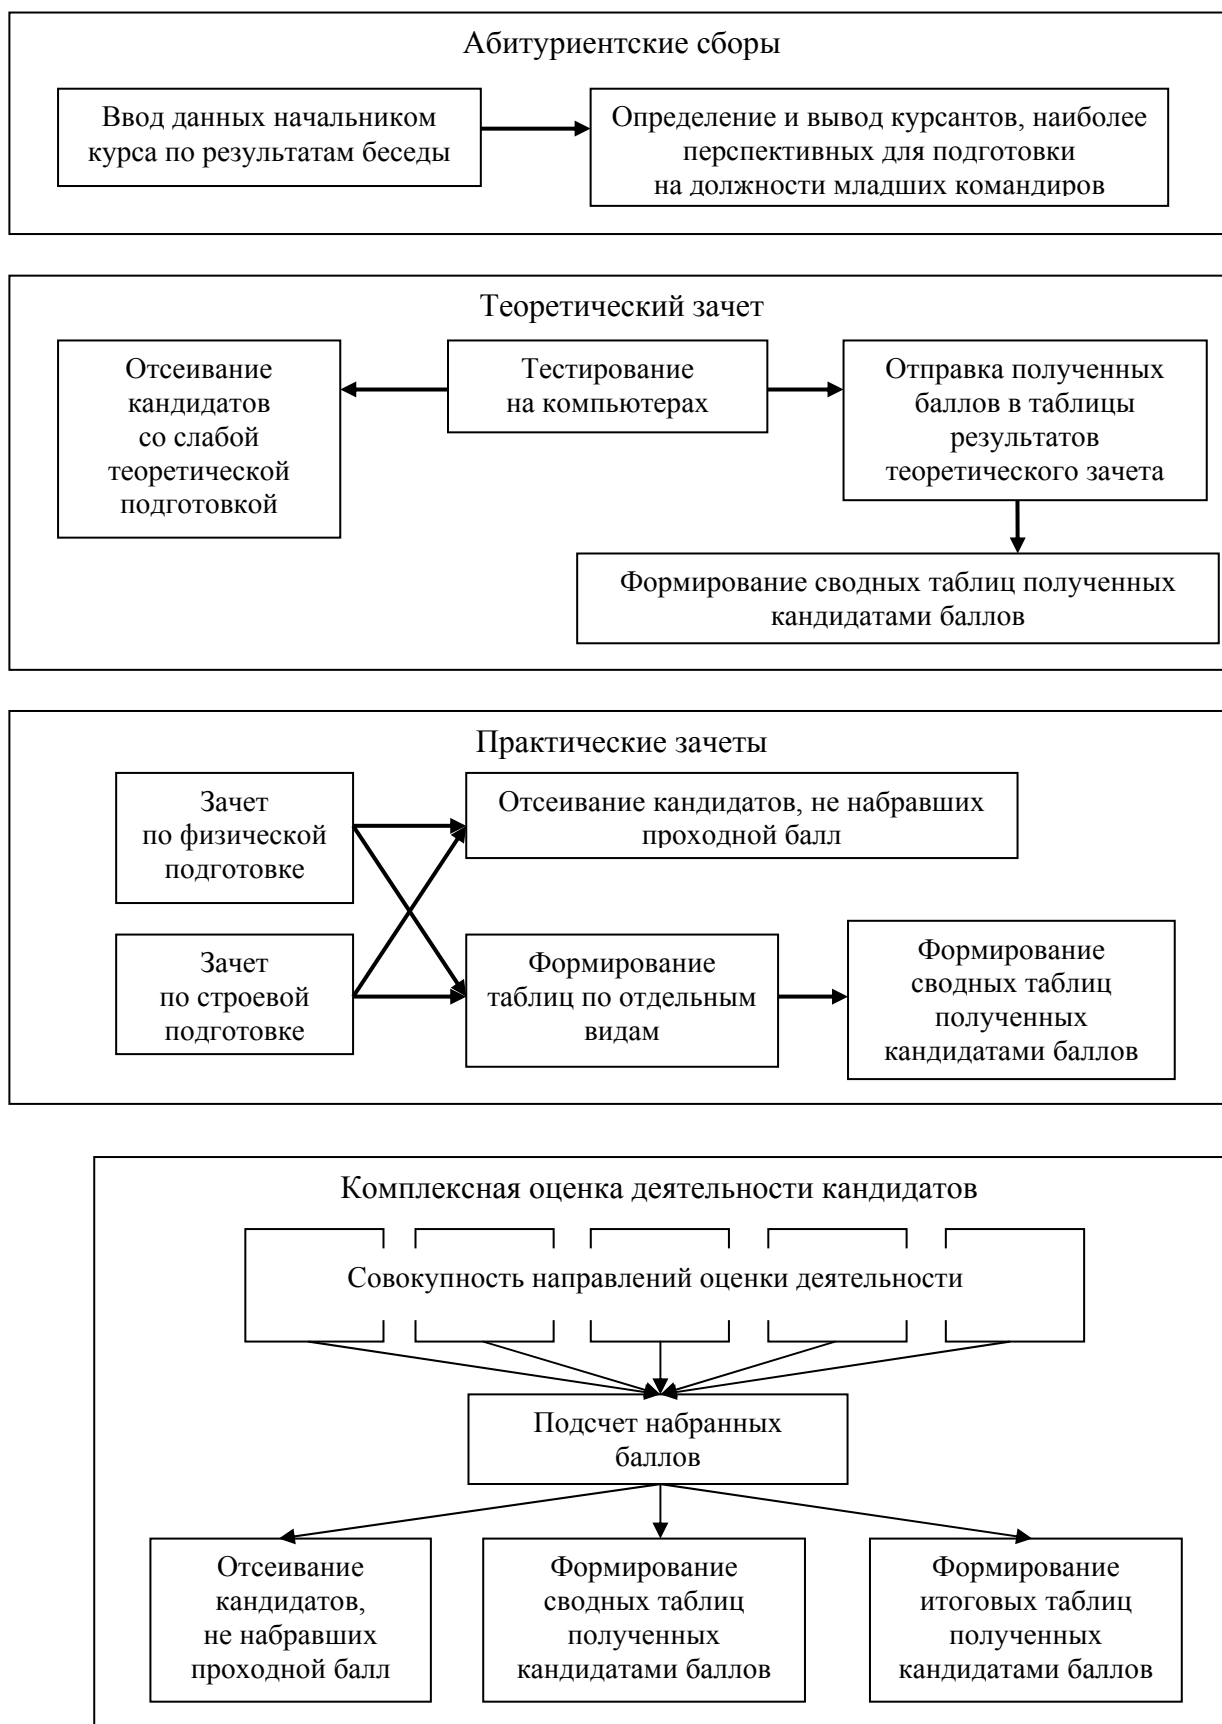 Абитуриентские сборы
Ввод данных начальником
курса по результатам беседы
Определение и вывод курсантов, наиболее
перспективных для подготовки
на должности младших командиров
Теоретический зачет
Отсеивание
кандидатов
со слабой
теоретической
подготовкой
Тестирование
на компьютерах
Отправка полученных
баллов в таблицы
результатов
теоретического зачета
Формирование сводных таблиц полученных
кандидатами баллов
Практические зачеты
Зачет
по физической
подготовке
Отсеивание кандидатов, не набравших
проходной балл
Зачет
по строевой
подготовке
Формирование
таблиц по отдельным
видам
Формирование
сводных таблиц
полученных
кандидатами баллов
Комплексная оценка деятельности кандидатов
Совокупность направлений оценки деятельности
Подсчет набранных
баллов
Отсеивание
кандидатов,
не набравших
проходной балл
Формирование
сводных таблиц
полученных
кандидатами баллов
Формирование
итоговых таблиц
полученных
кандидатами баллов